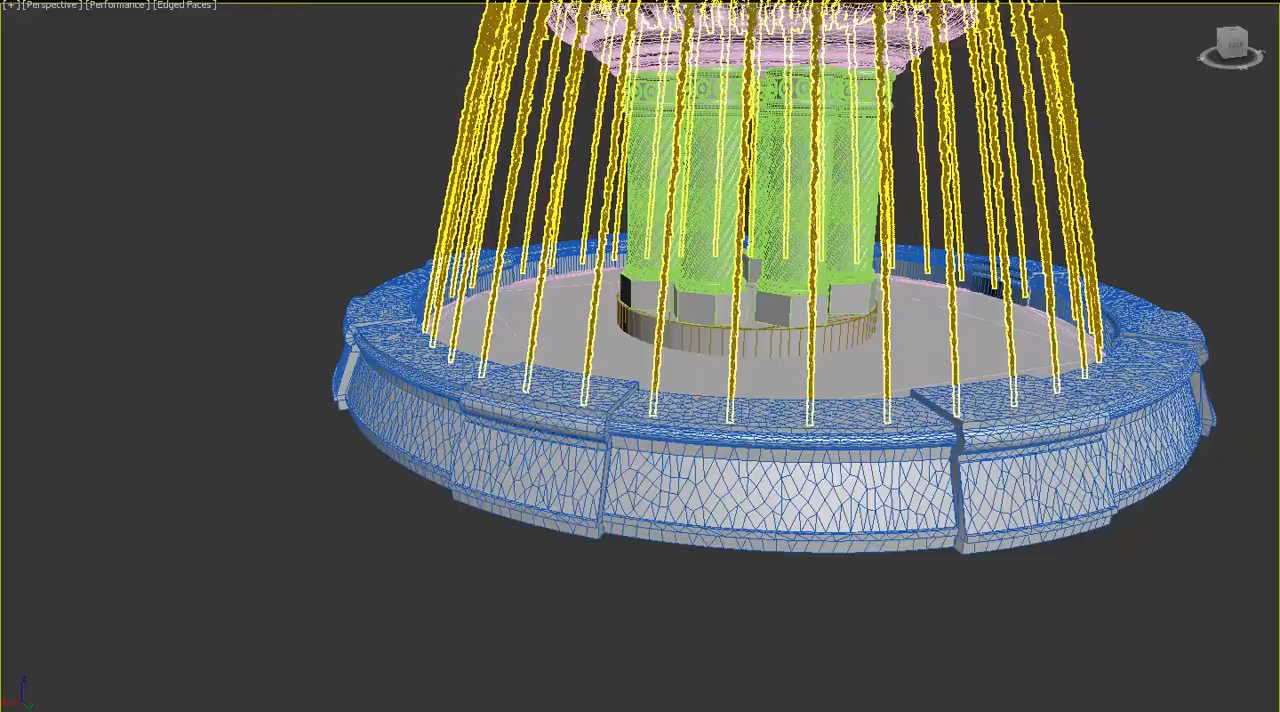 [+] [Perspective ] [Performance ] [Edged Faces ]
Z